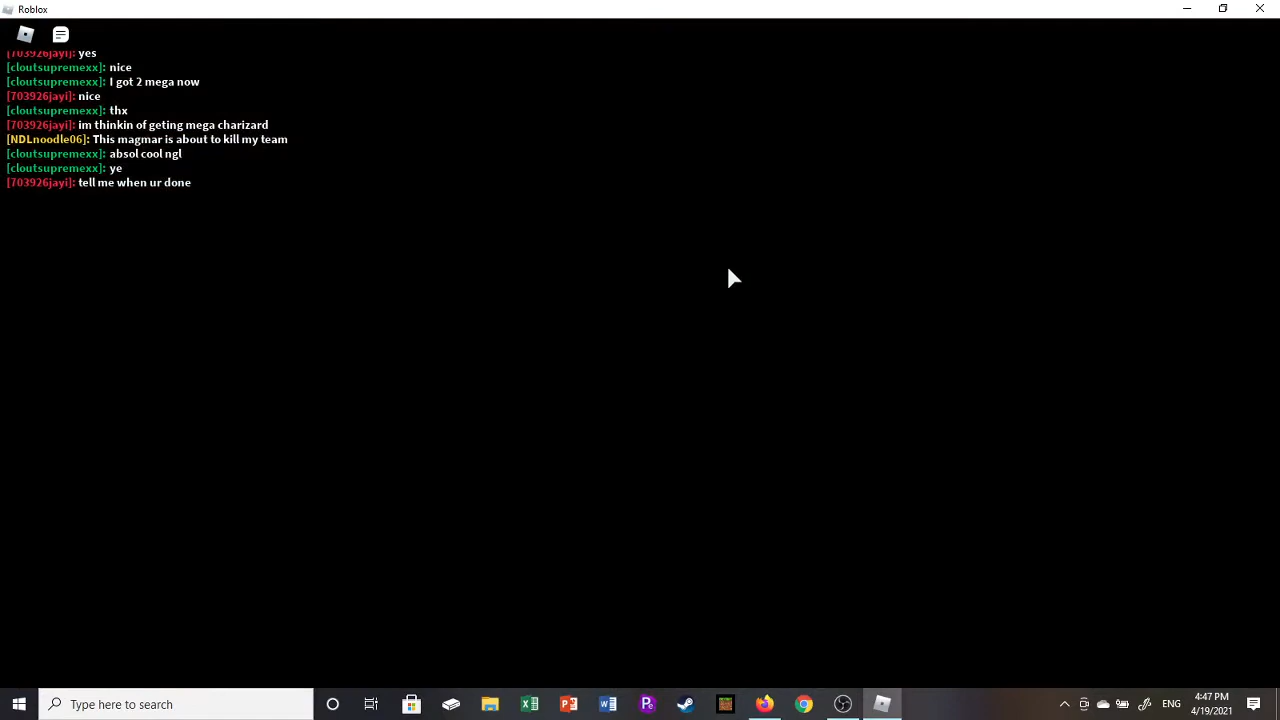 Roblox
[703926jayi]: yes
[cloutsupremexx]: nice
[cloutsupremexx]: I got 2 mega now
[703926jayi]: nice
[cloutsupremexx]: thx
[703926jayi]: im thinkin of geting mega charizard
[NDLnoodle06]: This magmar is about to kill my team
[cloutsupremexx]: absol cool ngl
[cloutsupremexx]: ye
[703926jayi]: tell me when ur done
Type here to search
ENG
4:47 PM
4/19/2021